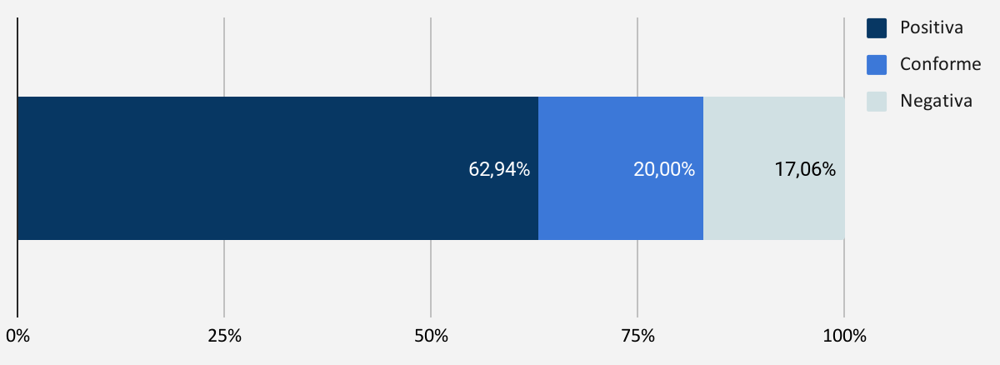 Positiva
Conforme
Negativa
62,94%
20,00%
17,06%
0%
25%
50%
75%
100%